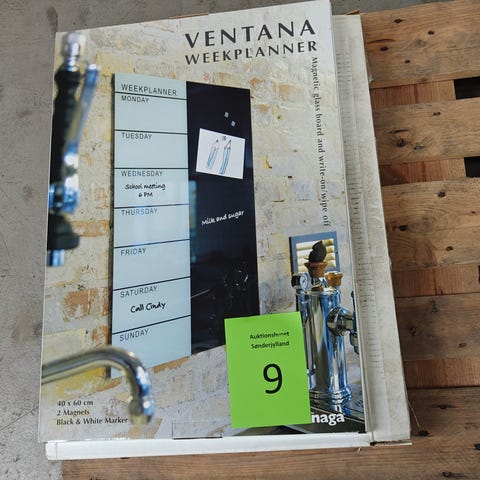 VENTANA
WEEKPLANNER
Magnetic glass board and write-on/wipe off
WEEKPLANNER
MONDAY
TUESDAY
WEDNESDAY
School meeting
6 PM
THURSDAY
FRIDAY
SATURDAY
Call Cindy
SUNDAY
Milk and sugar
Auktionshuset
Sønderjylland
9
40 x 60 cm
2 Magnets
Black & White Marker
naga